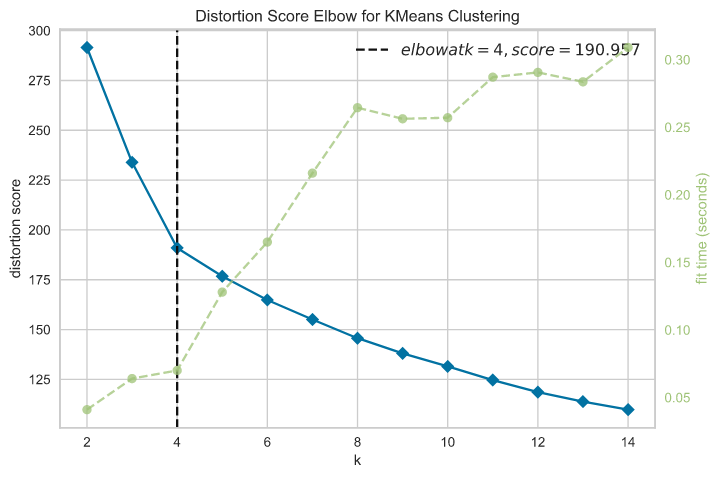 Distortion Score Elbow for KMeans Clustering
elbowatk = 4, score = 190.957
300
275
250
225
200
175
150
125
distortion score
0.30
0.25
0.20
0.15
0.10
0.05
fit time (seconds)
2 4 6 8 10 12 14
k